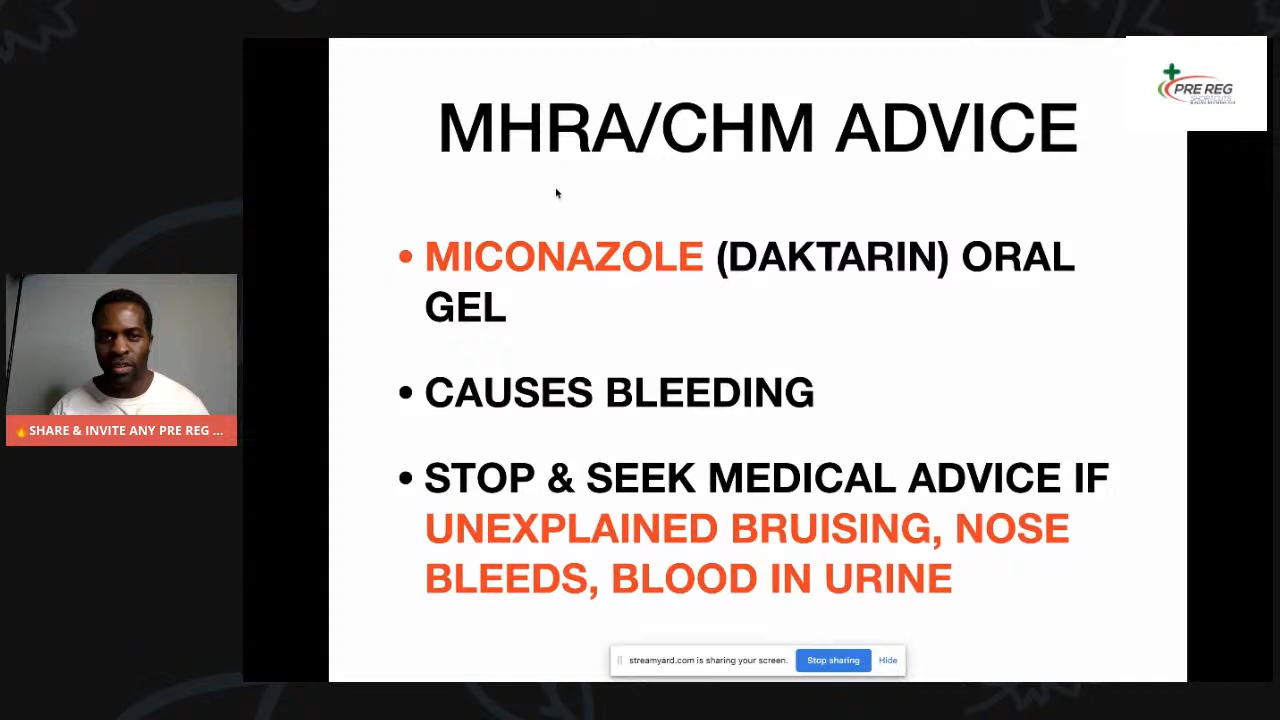 MHRA/CHM ADVICE
PRE REG
SHORTCUTS
• MICONAZOLE (DAKTARIN) ORAL
GEL
• CAUSES BLEEDING
• STOP & SEEK MEDICAL ADVICE IF
UNEXPLAINED BRUISING, NOSE
BLEEDS, BLOOD IN URINE
🔥SHARE & INVITE ANY PRE REG ...
streamyard.com is sharing your screen. Stop sharing Hide